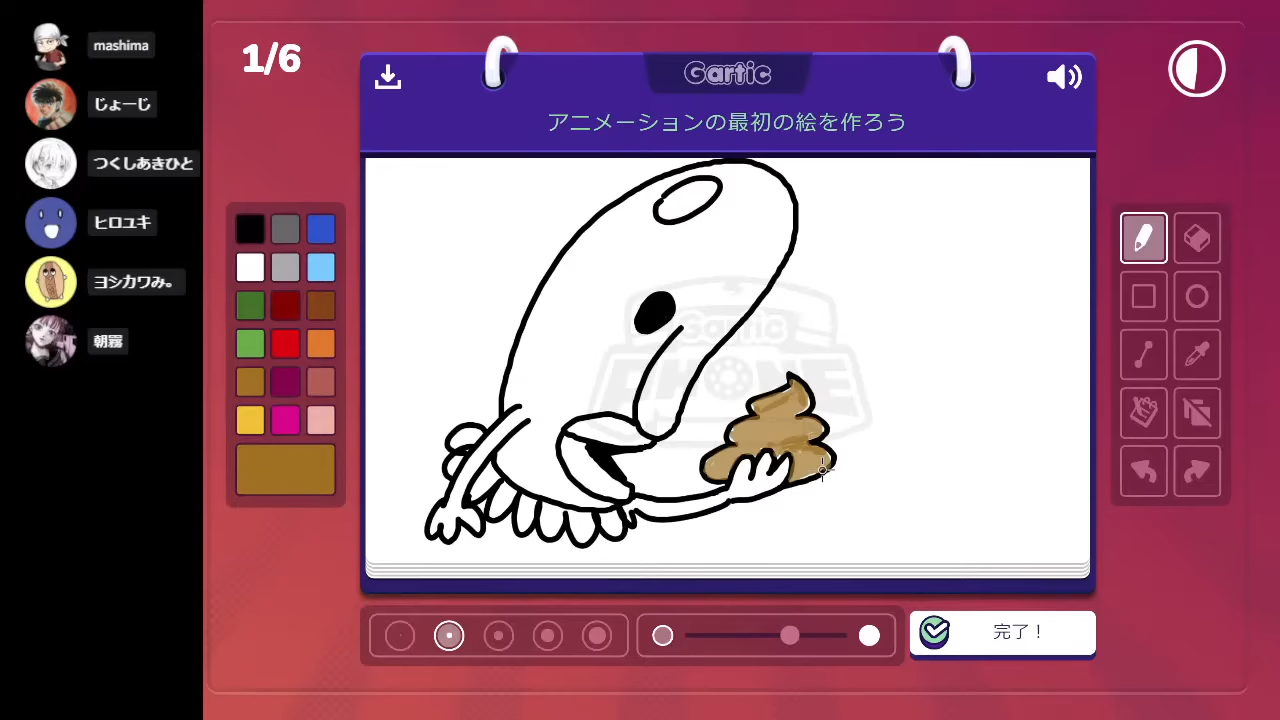 mashima
じょーじ
つくしあきひと
ヒロユキ
ヨシカワみ。
朝霧
1/6
Gartic
アニメーションの最初の絵を作ろう
Gartic
PHONE
完了！